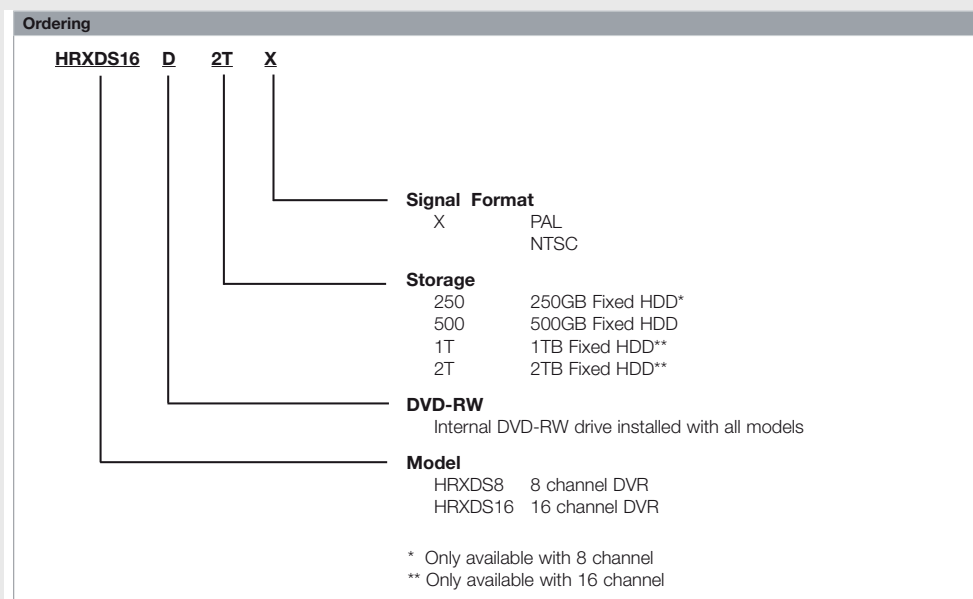 Ordering
HRXDS16 D 2T X
Signal Format
X PAL
NTSC
Storage
250 250GB Fixed HDD*
500 500GB Fixed HDD
1T 1TB Fixed HDD**
2T 2TB Fixed HDD**
DVD-RW
Internal DVD-RW drive installed with all models
Model
HRXDS8 8 channel DVR
HRXDS16 16 channel DVR
* Only available with 8 channel
** Only available with 16 channel